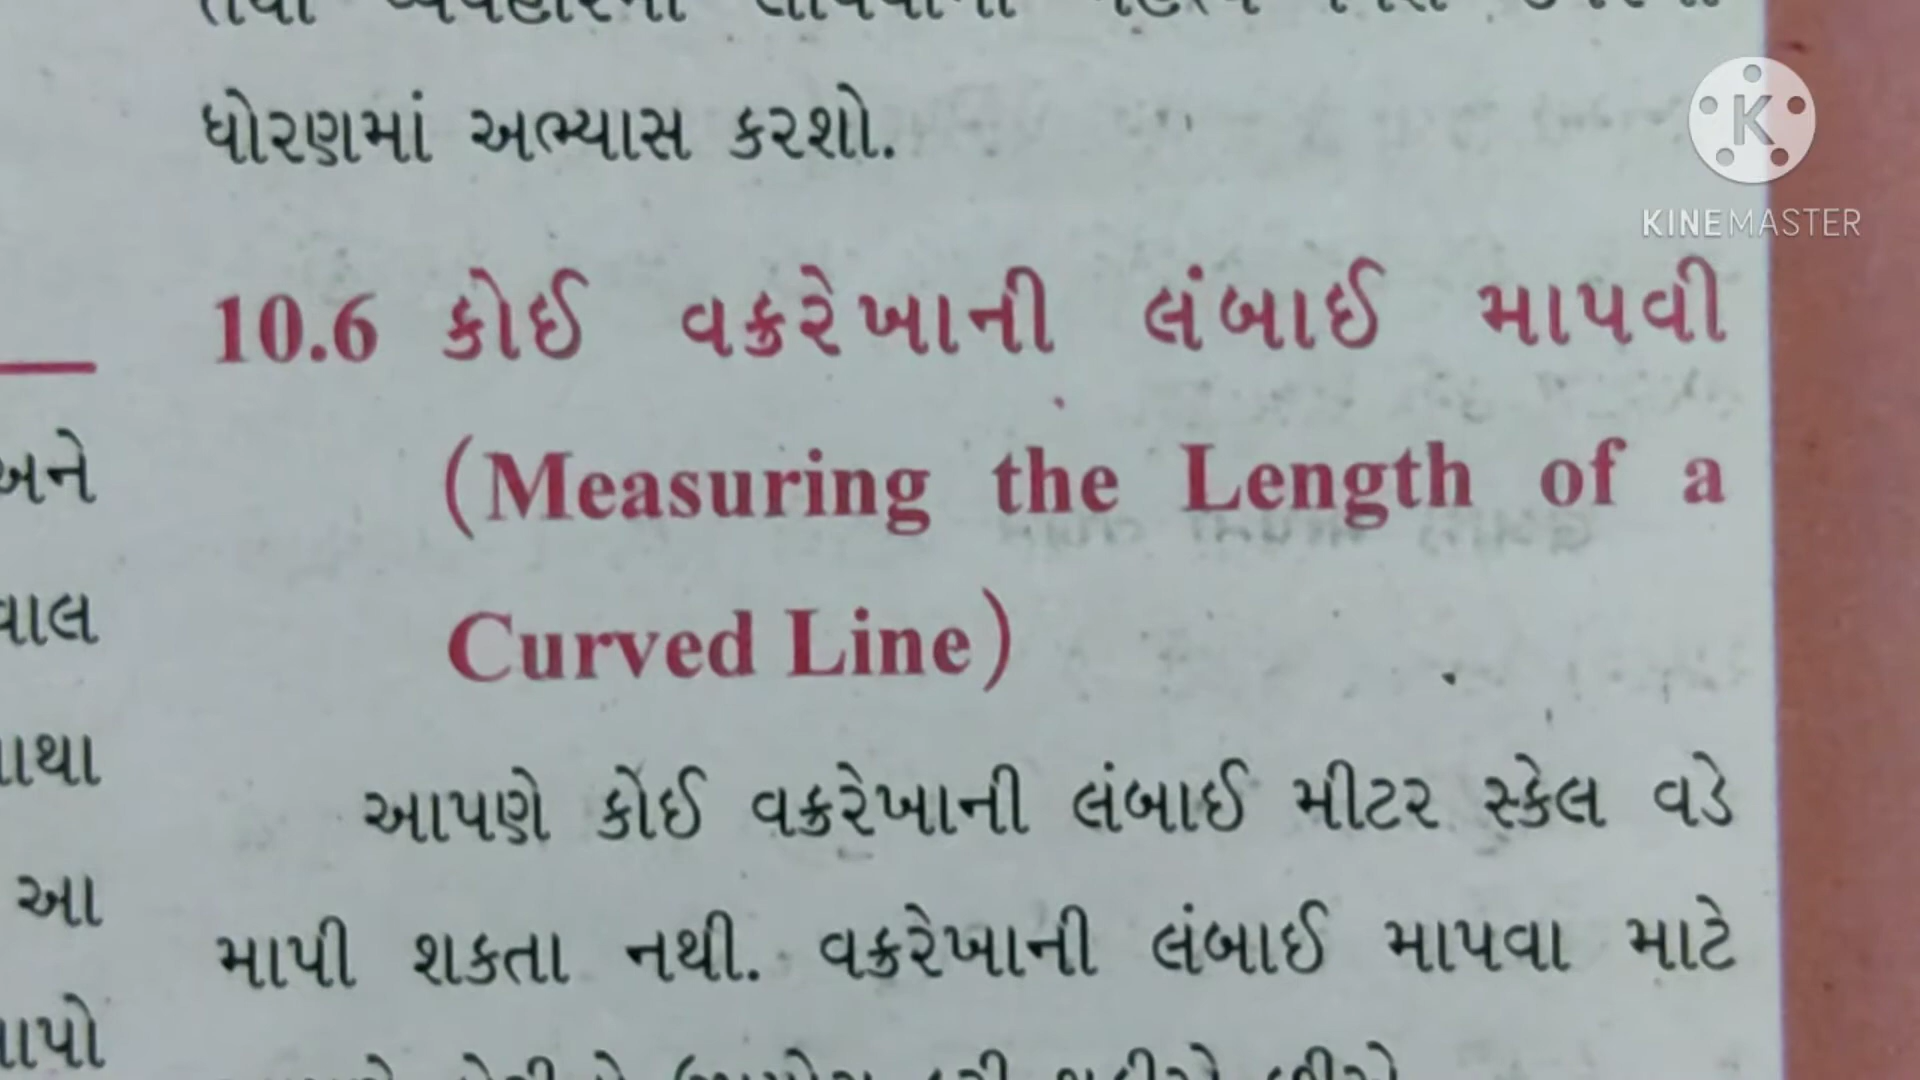 ધોરણમાં અભ્યાસ કરશો.
K
KINEMASTER
10.6 કોઈ વક્રરેખાની લંબાઈ માપવી
(Measuring the Length of a
Curved Line)
અને
આપણે કોઈ વક્રરેખાની લંબાઈ મીટર સ્કેલ વડે
આ
માપી શકતા નથી. વક્રરેખાની લંબાઈ માપવા માટે